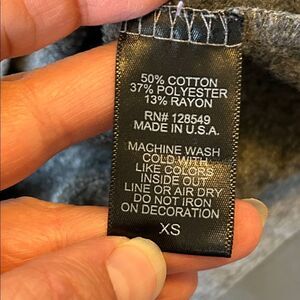 50% COTTON
37% POLYESTER
13% RAYON
RN# 128549
MADE IN U.S.A.
MACHINE WASH
COLD WITH
LIKE COLORS
INSIDE OUT
LINE OR AIR DRY
DO NOT IRON
ON DECORATION
XS